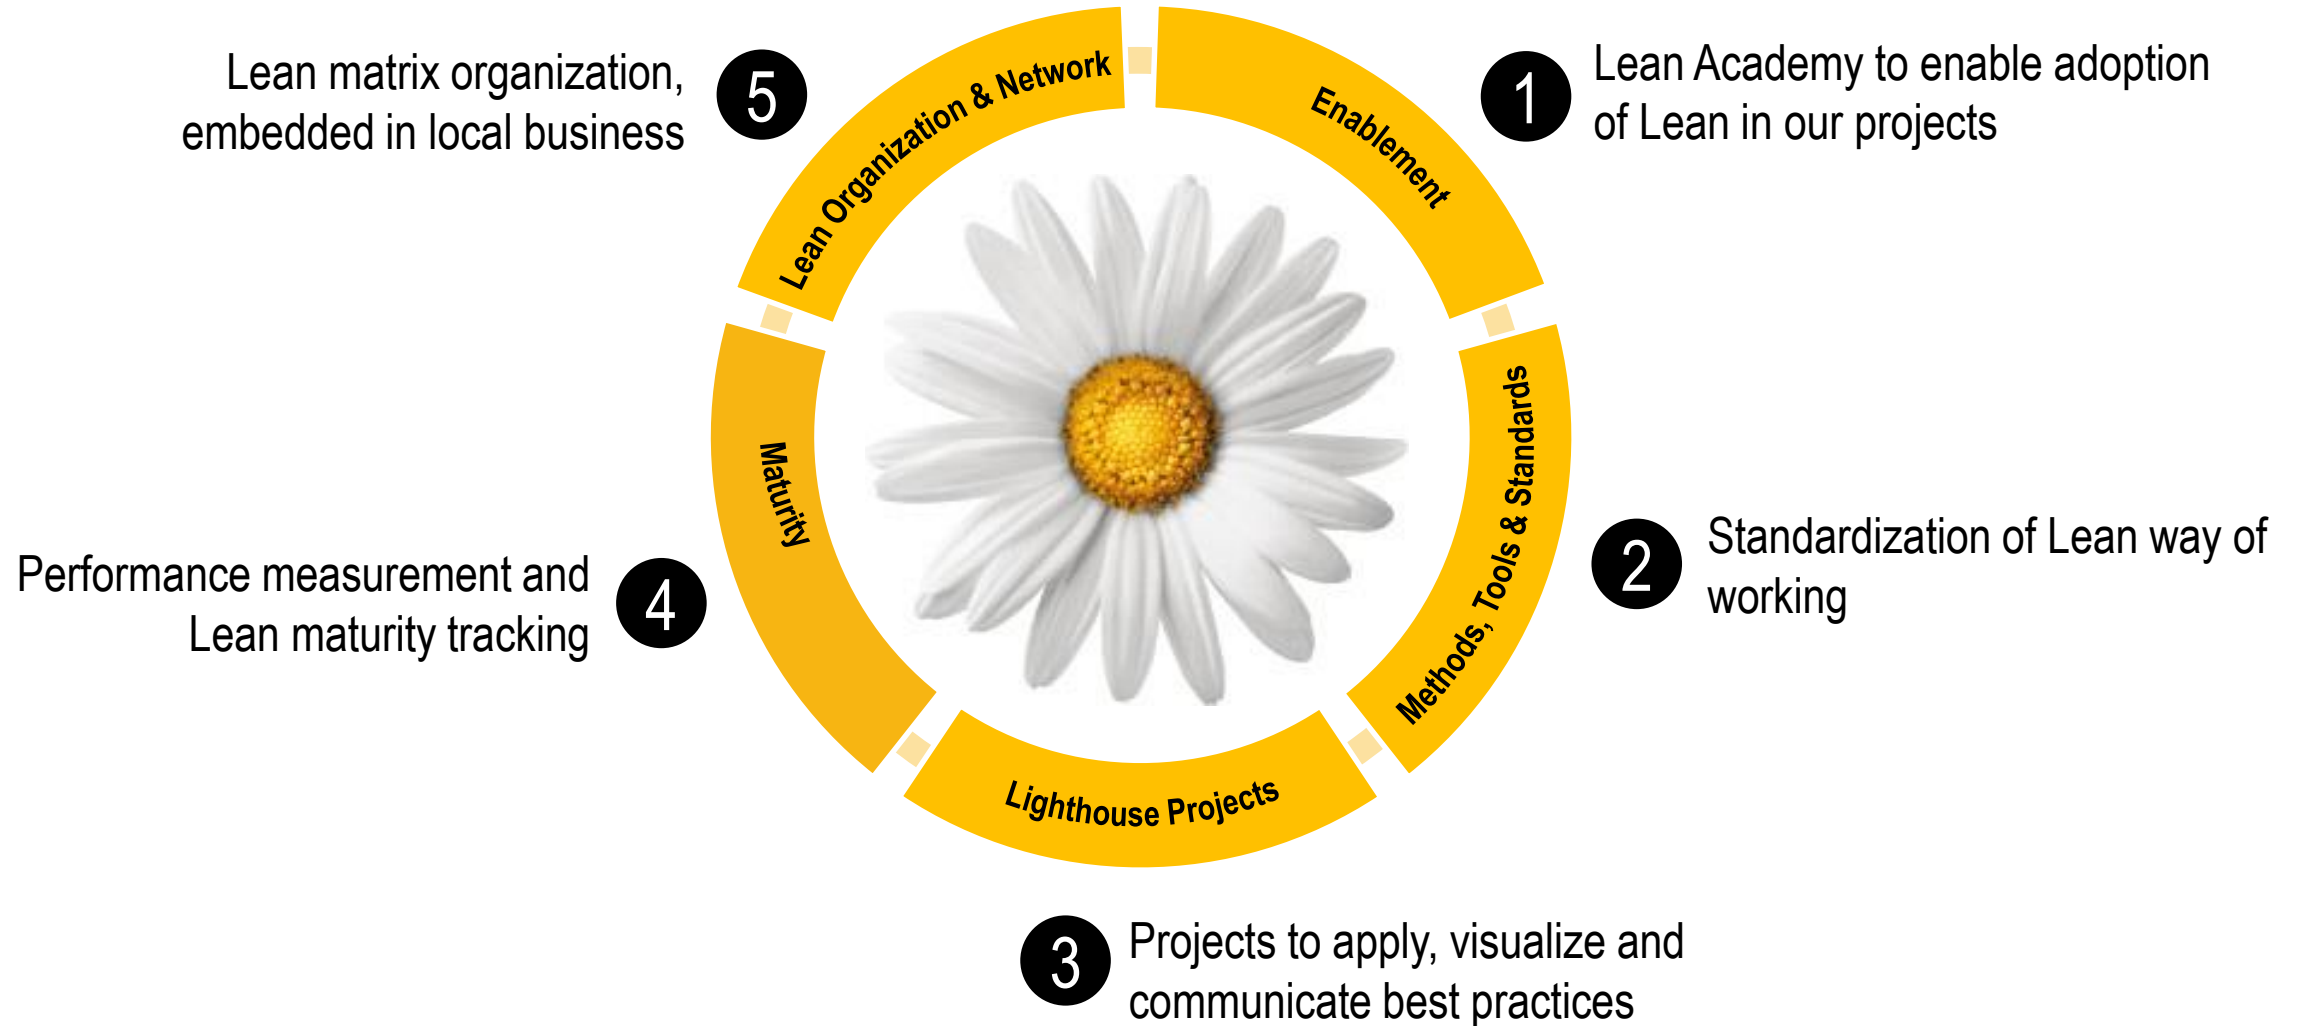 Lean matrix organization,
embedded in local business
5
Lean Organization & Network
Enablement
1
Lean Academy to enable adoption
of Lean in our projects
Methods, Tools & Standards
2
Standardization of Lean way of
working
Maturity
Performance measurement and
Lean maturity tracking
4
Lighthouse Projects
3
Projects to apply, visualize and
communicate best practices